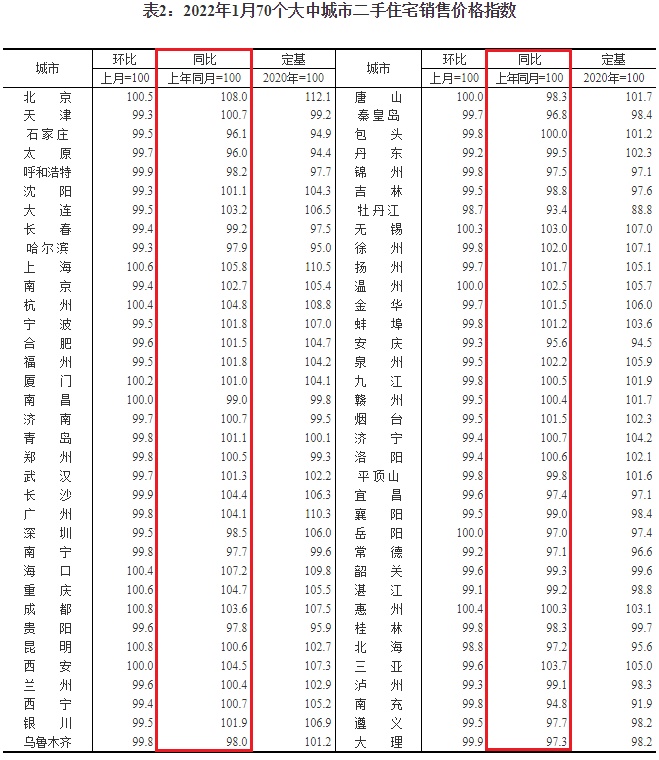 表2：2022年1月70个大中城市二手住宅销售价格指数
城市 环比 同比 定基 城市 环比 同比 定基
上月=100 上年同月=100 2020年=100 上月=100 上年同月=100 2020年=100
北京 100.5 108.0 112.1 唐山 100.0 98.3 101.7
天津 99.3 100.7 99.2 秦皇岛 99.7 96.8 98.4
石家庄 99.5 96.1 94.9 包头 99.8 100.0 101.2
太原 99.7 96.0 94.4 丹东 99.2 99.5 102.3
呼和浩特 99.9 98.2 97.7 锦州 99.8 97.5 97.1
沈阳 99.3 101.1 104.3 吉林 99.5 98.8 97.6
大连 99.5 103.2 106.5 牡丹江 98.7 93.4 88.8
长春 99.4 99.2 97.5 无锡 100.3 103.0 107.0
哈尔滨 99.3 97.9 95.0 徐州 99.8 102.0 107.1
上海 100.6 105.8 110.5 扬州 99.7 101.7 105.1
南京 99.4 102.7 105.4 温州 100.0 102.5 105.7
杭州 100.4 104.8 108.8 金华 99.7 101.5 106.0
宁波 99.5 101.8 107.0 蚌埠 99.8 101.2 103.6
合肥 99.6 101.5 104.7 安庆 99.3 95.6 94.5
福州 99.5 101.8 104.2 泉州 99.5 102.2 105.9
厦门 100.2 101.0 104.1 九江 99.8 100.5 101.9
南昌 100.0 99.0 99.8 赣州 99.5 100.4 101.7
济南 99.7 100.7 99.5 烟台 99.5 101.5 102.3
青岛 99.8 101.1 100.1 济宁 99.4 100.7 104.2
郑州 99.8 100.5 99.3 洛阳 99.4 100.6 102.1
武汉 99.7 101.3 102.2 平顶山 99.8 99.8 101.6
长沙 99.9 104.4 106.3 宜昌 99.6 97.4 97.1
广州 99.8 104.1 110.3 襄阳 99.5 99.0 98.4
深圳 99.5 98.5 106.0 岳阳 100.0 97.0 97.4
南宁 99.8 97.7 99.6 常德 99.2 97.1 96.6
海口 100.4 107.2 109.8 韶关 99.6 99.3 99.6
重庆 100.6 104.7 105.5 湛江 99.1 99.2 98.8
成都 100.8 103.6 107.5 惠州 100.4 100.3 103.1
贵阳 99.6 97.8 95.9 桂林 99.8 98.3 99.7
昆明 100.8 100.6 102.7 北海 98.8 97.2 95.6
西安 100.0 104.5 107.3 三亚 99.6 103.7 105.0
兰州 99.6 100.4 102.9 泸州 99.3 99.1 98.3
西宁 99.4 100.7 105.2 南充 99.8 94.8 91.9
银川 99.5 101.9 106.9 遵义 99.5 97.7 98.2
乌鲁木齐 99.8 98.0 101.2 大理 99.9 97.3 98.2